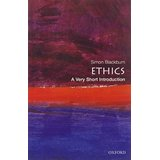 Simon Blackburn
ETHICS
A Very Short Introduction
OXFORD